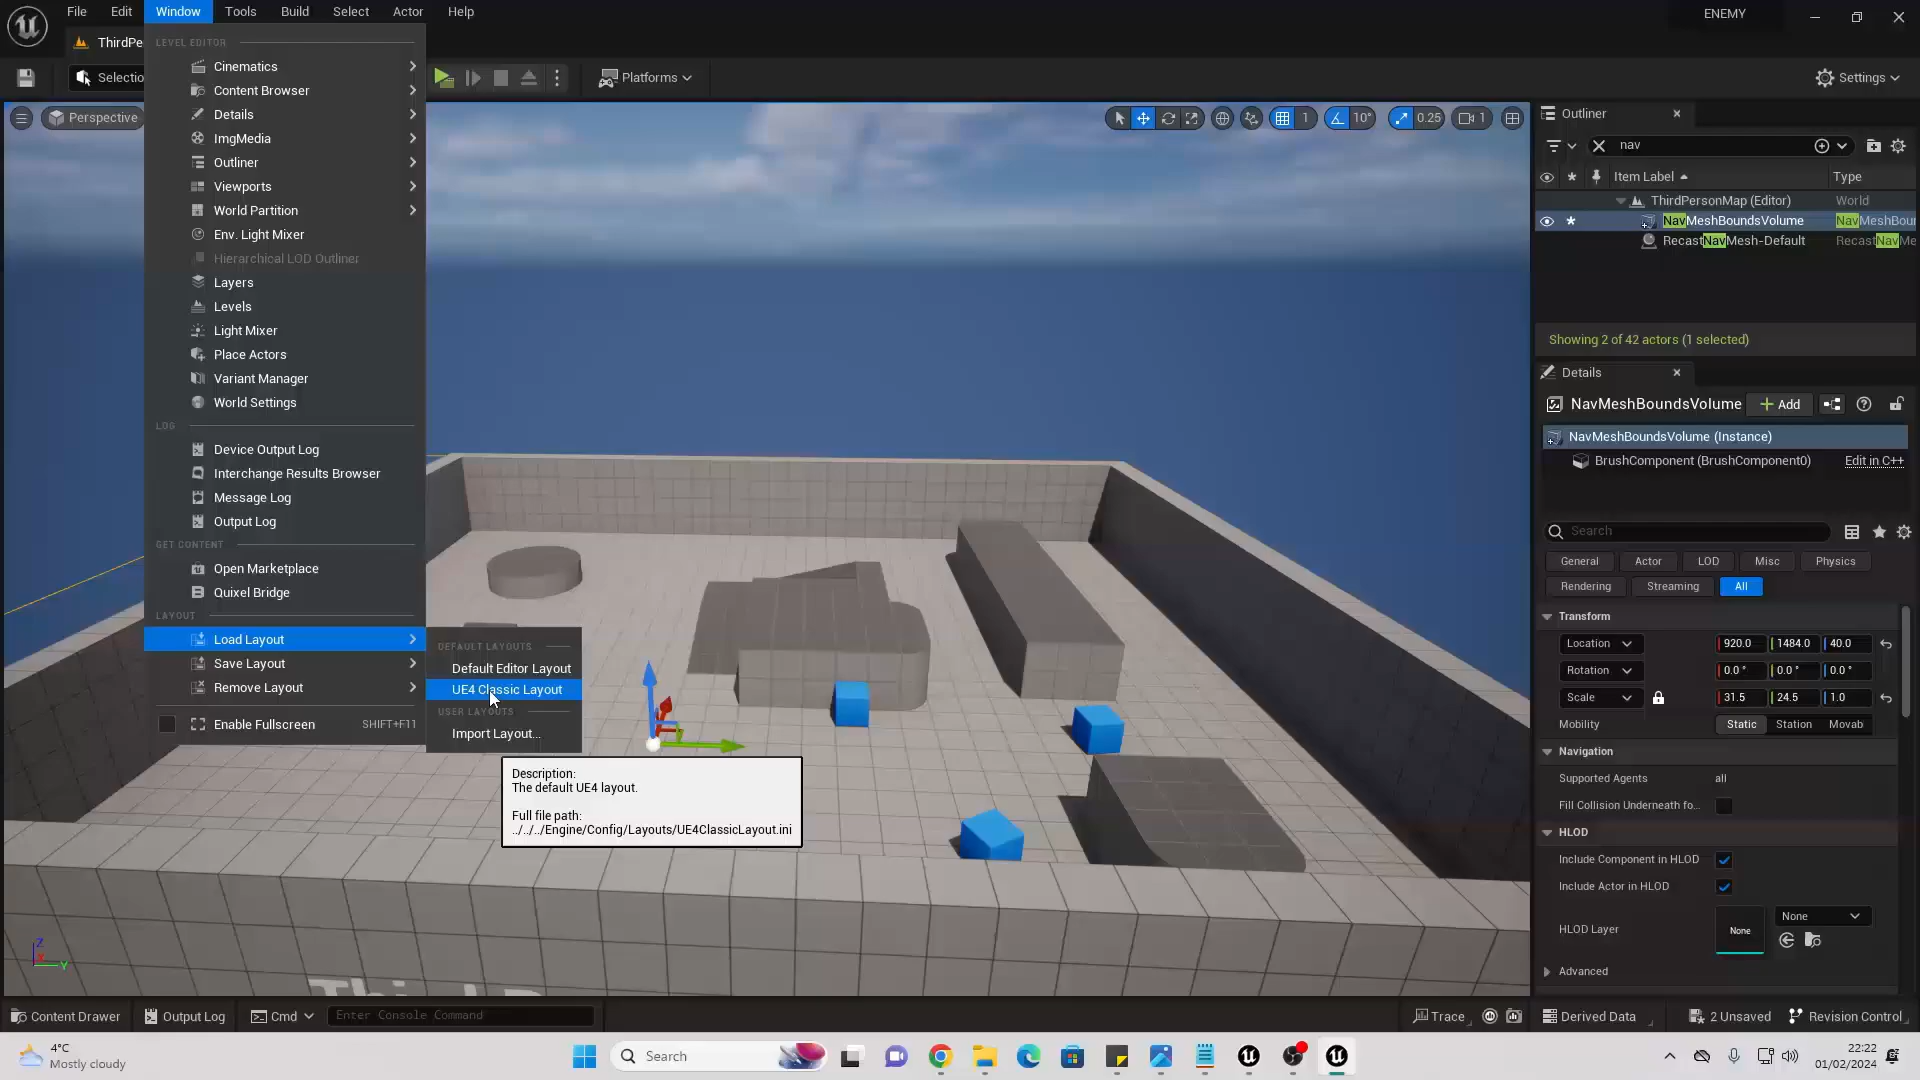 File Edit Window Tools Build Select Actor Help
ENEMY
ThirdPe
Selectio
Platforms
Settings
LEVEL EDITOR
Cinematics
Content Browser
Details
ImgMedia
Outliner
Viewports
World Partition
Env. Light Mixer
Hierarchical LOD Outliner
Layers
Levels
Light Mixer
Place Actors
Variant Manager
World Settings
LOG
Device Output Log
Interchange Results Browser
Message Log
Output Log
GET CONTENT
Open Marketplace
Quixel Bridge
LAYOUT
Load Layout
Save Layout
Remove Layout
Enable Fullscreen SHIFT+F11
DEFAULT LAYOUTS
Default Editor Layout
UE4 Classic Layout
USER LAYOUTS
Import Layout...
Description:
The default UE4 layout.
Full file path:
../../../Engine/Config/Layouts/UE4ClassicLayout.ini
Perspective
1 10° 0.25 1
Outliner
nav
Item Label Type
ThirdPersonMap (Editor) World
NavMeshBoundsVolume NavMeshBour
RecastNavMesh-Default RecastNavMe
Showing 2 of 42 actors (1 selected)
Details
NavMeshBoundsVolume Add
NavMeshBoundsVolume (Instance)
BrushComponent (BrushComponent0) Edit in C++
Search
General Actor LOD Misc Physics
Rendering Streaming All
Transform
Location 920.0 1484.0 40.0
Rotation 0.0 ° 0.0 ° 0.0 °
Scale 31.5 24.5 1.0
Mobility Static Station Movab
Navigation
Supported Agents all
Fill Collision Underneath fo...
HLOD
Include Component in HLOD
Include Actor in HLOD
HLOD Layer None None
Advanced
Z
X
Y
Content Drawer Output Log Cmd Enter Console Command Trace Derived Data 2 Unsaved Revision Control
4°C
Mostly cloudy
Search
22:22
01/02/2024